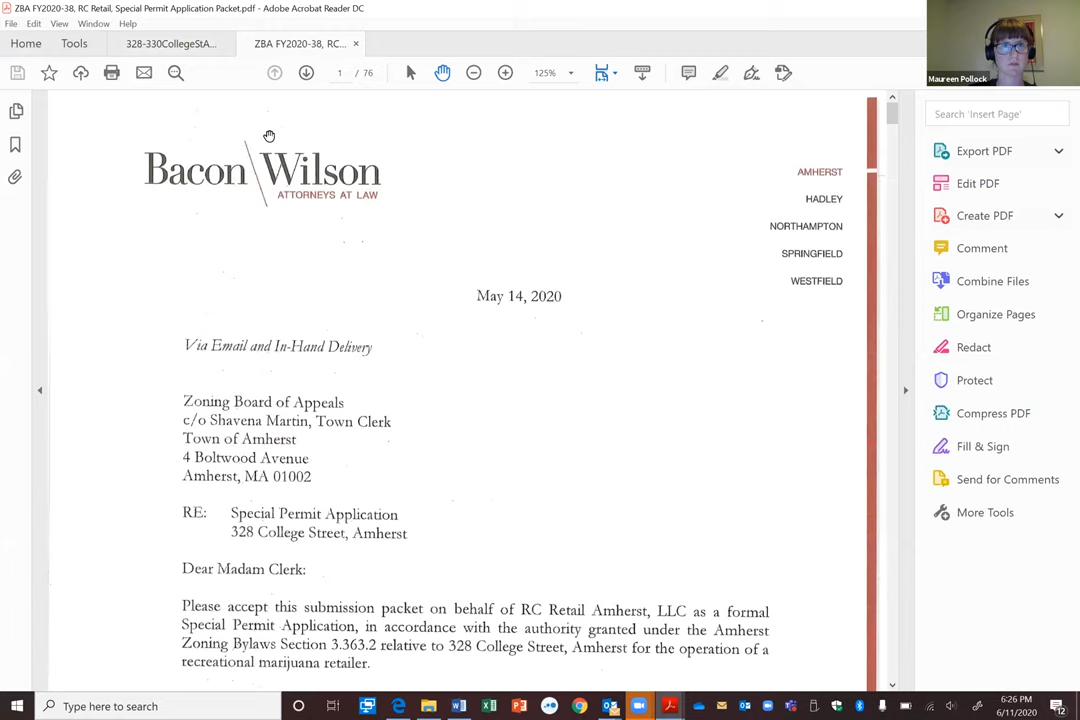 ZBA FY2020-38, RC Retail, Special Permit Application Packet.pdf - Adobe Acrobat Reader DC
File Edit View Window Help
Home Tools 328-330CollegeStA... ZBA FY2020-38, RC... ×
1 / 76 125%
Maureen Pollock
Search 'Insert Page'
Export PDF
Edit PDF
Create PDF
Comment
Combine Files
Organize Pages
Redact
Protect
Compress PDF
Fill & Sign
Send for Comments
More Tools
Bacon Wilson
ATTORNEYS AT LAW
AMHERST
HADLEY
NORTHAMPTON
SPRINGFIELD
WESTFIELD
May 14, 2020
Via Email and In-Hand Delivery
Zoning Board of Appeals
c/o Shavena Martin, Town Clerk
Town of Amherst
4 Boltwood Avenue
Amherst, MA 01002
RE: Special Permit Application
328 College Street, Amherst
Dear Madam Clerk:
Please accept this submission packet on behalf of RC Retail Amherst, LLC as a formal
Special Permit Application, in accordance with the authority granted under the Amherst
Zoning Bylaws Section 3.363.2 relative to 328 College Street, Amherst for the operation of a
recreational marijuana retailer.
Type here to search
6:26 PM
6/11/2020
12